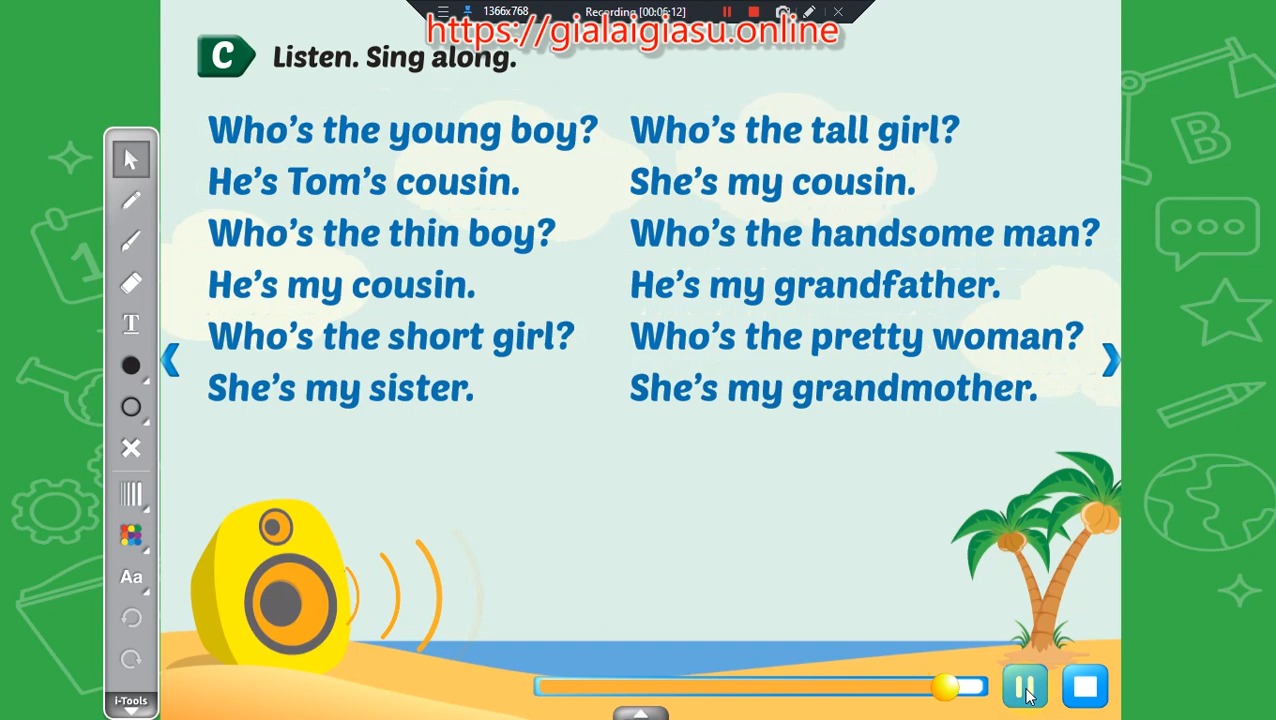 1366x768
Recording [00:06:12]
https://gialaigiasu.online
C Listen. Sing along.
Who's the young boy?
He's Tom's cousin.
Who's the thin boy?
He's my cousin.
Who's the short girl?
She's my sister.
Who's the tall girl?
She's my cousin.
Who's the handsome man?
He's my grandfather.
Who's the pretty woman?
She's my grandmother.
T
Aa
i-Tools
1
B